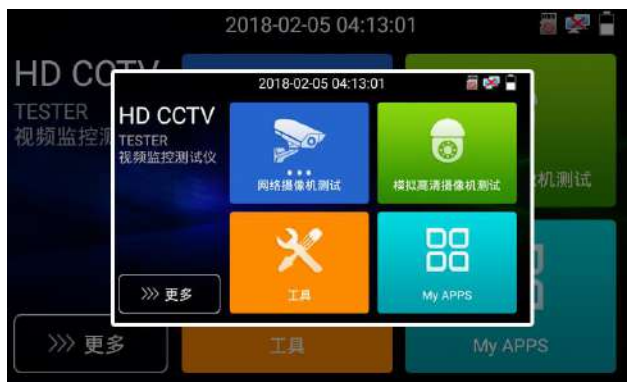 2018-02-05 04:13:01
HD CCTV
TESTER
视频监控测
机测试
2018-02-05 04:13:01
HD CCTV
TESTER
视频监控测试仪
网络摄像机测试
模拟高清摄像机测试
>>> 更多
工具
My APPS
>>> 更多
工具
My APPS